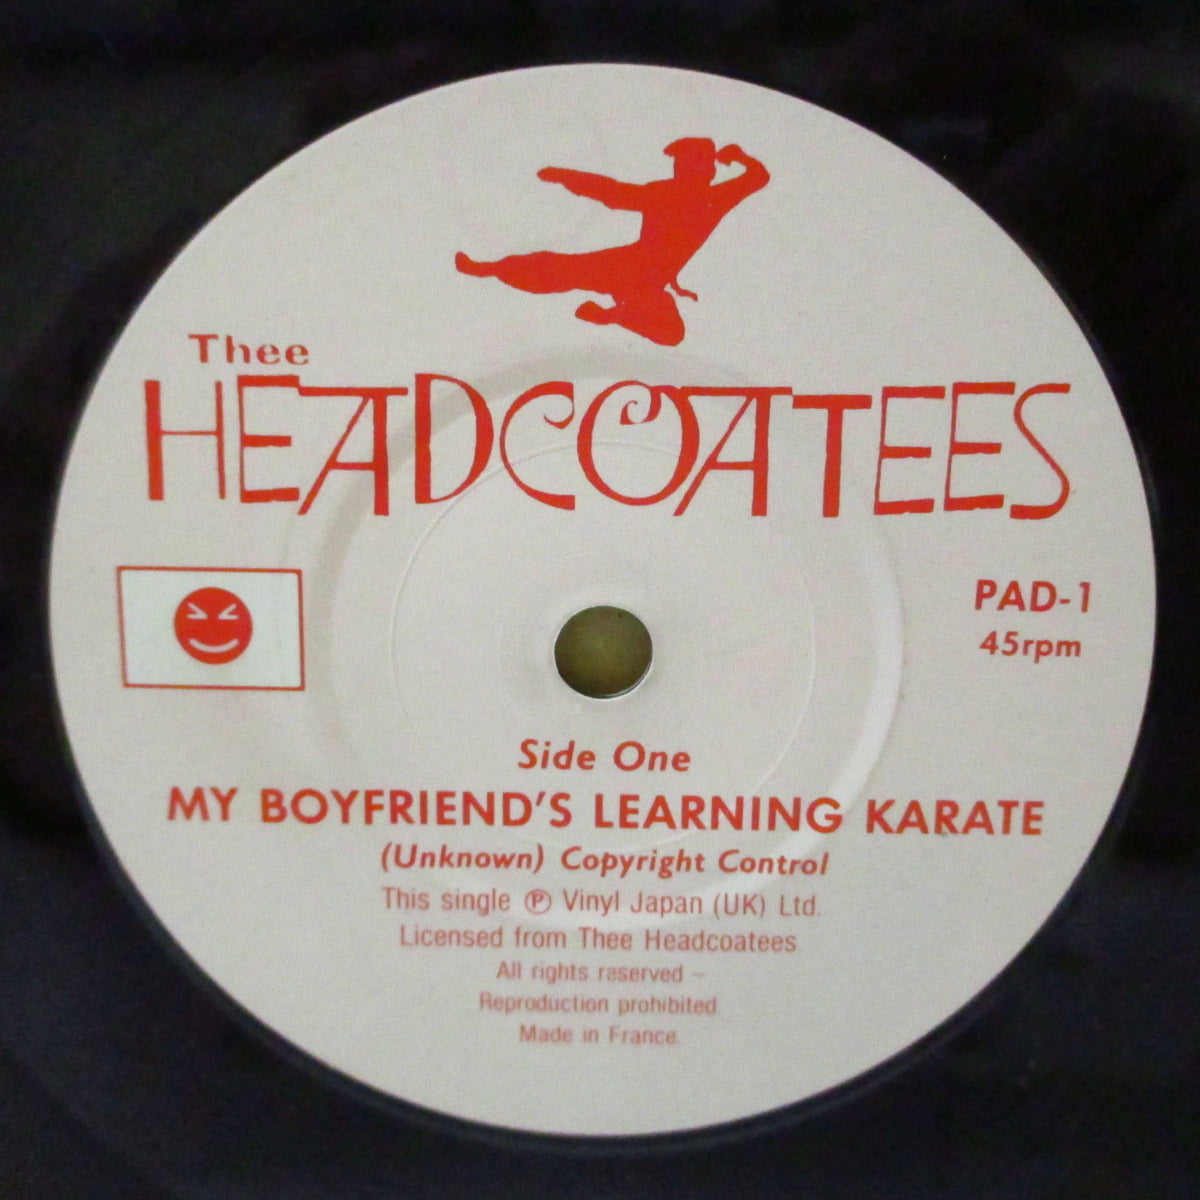 Thee
HEADCOATEES
PAD-1
45rpm
Side One
MY BOYFRIEND'S LEARNING KARATE
(Unknown) Copyright Control
This single ℗ Vinyl Japan (UK) Ltd.
Licensed from Thee Headcoatees.
All rights reserved –
Reproduction prohibited.
Made in France.